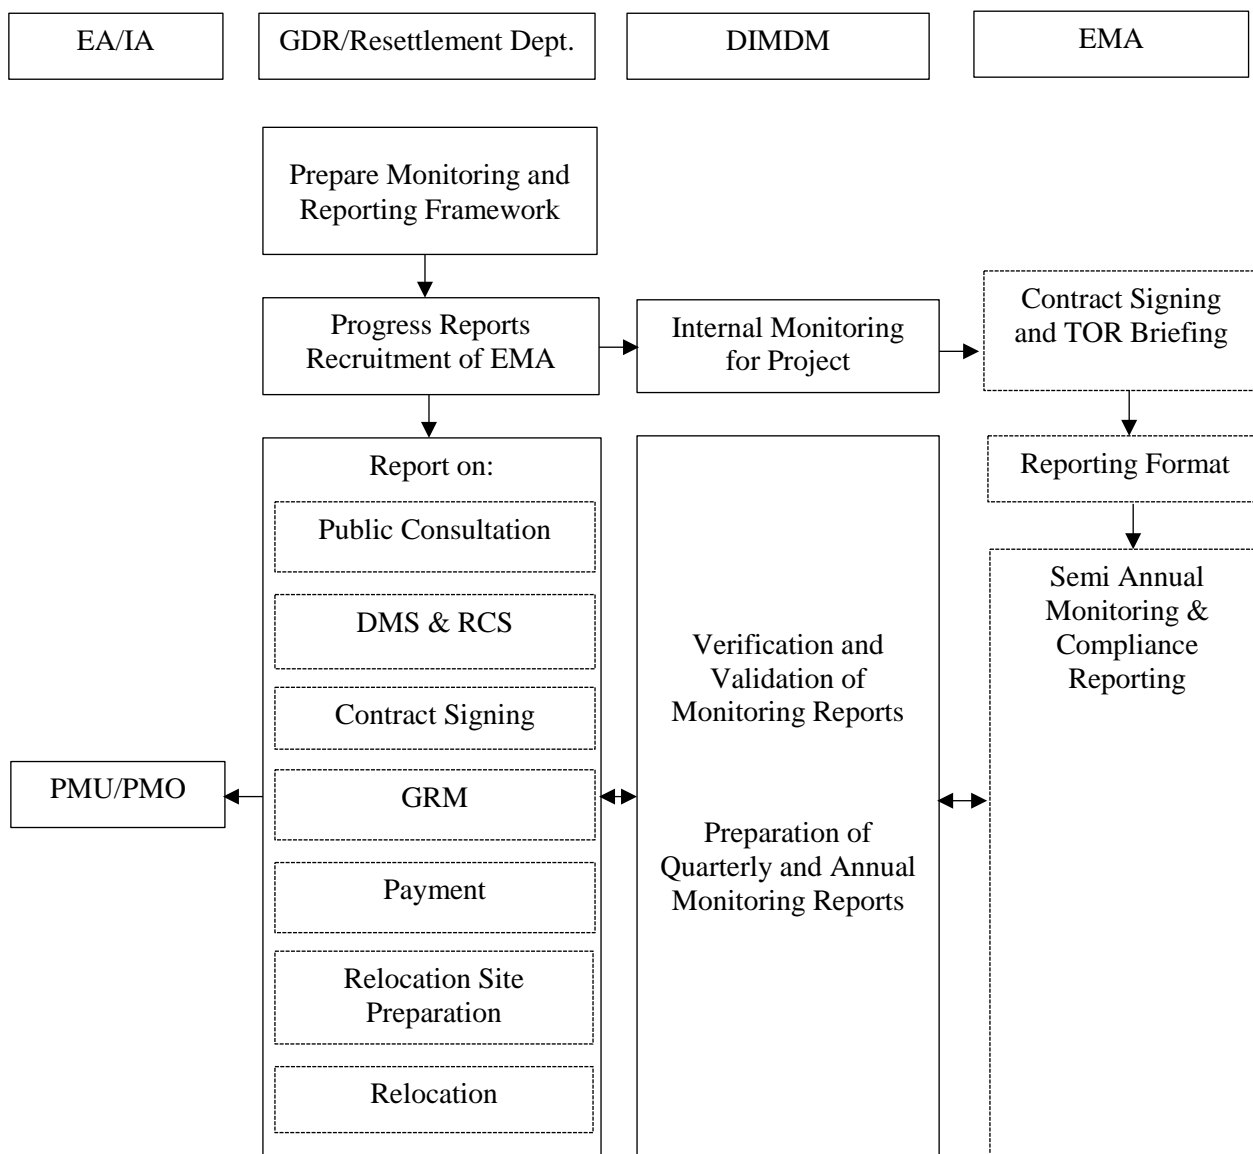 EA/IA
GDR/Resettlement Dept.
DIMDM
EMA
Prepare Monitoring and
Reporting Framework
Progress Reports
Recruitment of EMA
Internal Monitoring
for Project
Contract Signing
and TOR Briefing
Reporting Format
Report on:
Public Consultation
DMS & RCS
Contract Signing
GRM
Payment
Relocation Site
Preparation
Relocation
PMU/PMO
Verification and
Validation of
Monitoring Reports
Preparation of
Quarterly and Annual
Monitoring Reports
Semi Annual
Monitoring &
Compliance
Reporting